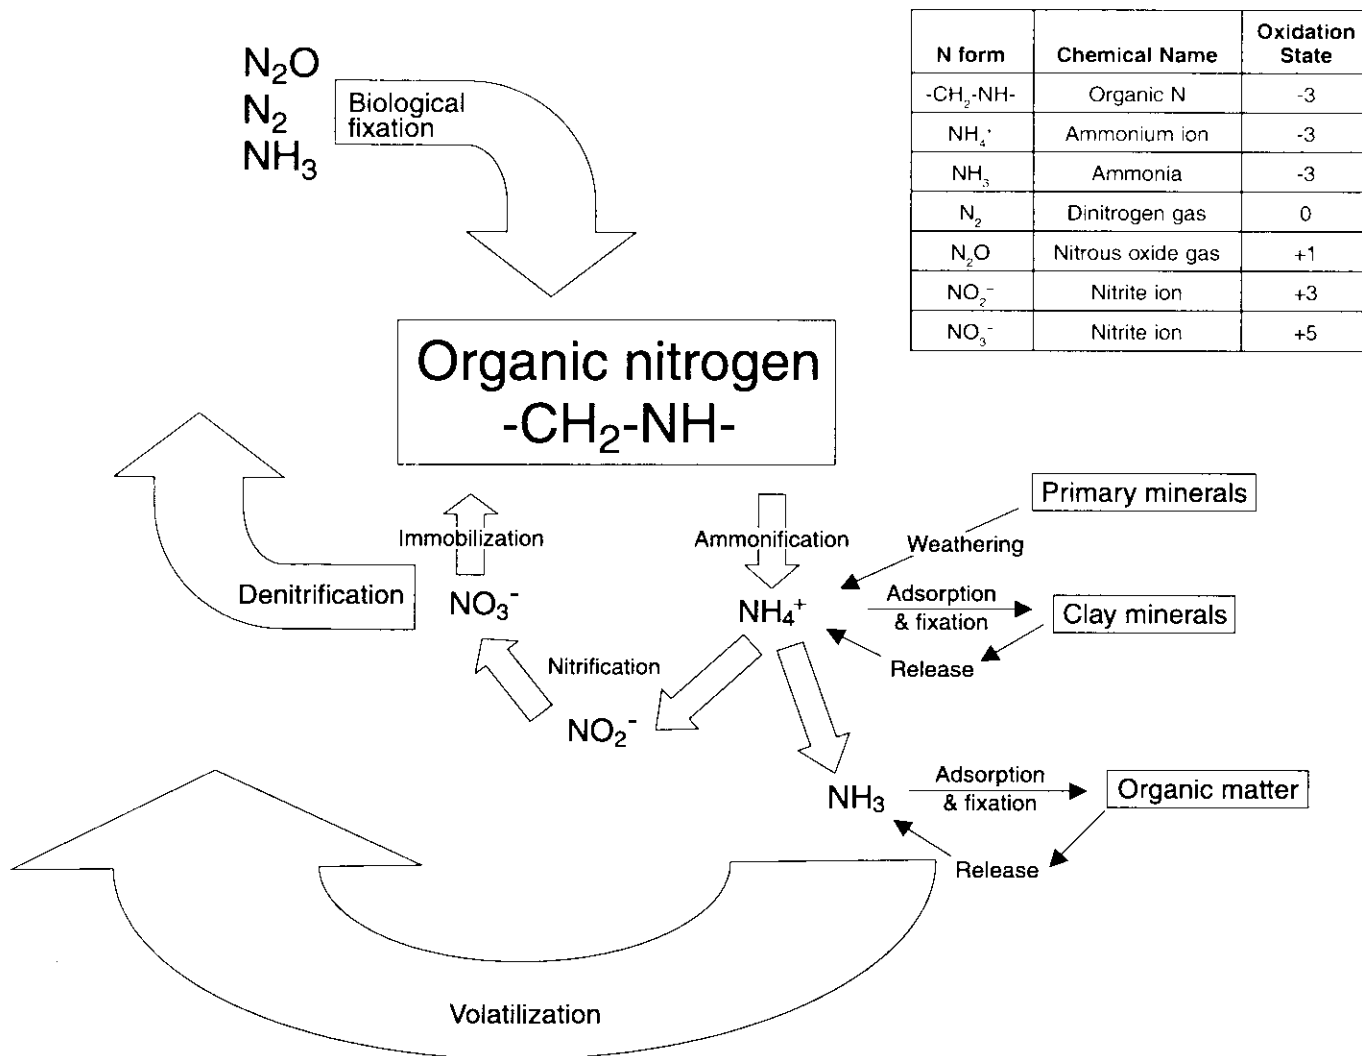 N₂O
N₂
NH₃
Biological
fixation
N form Chemical Name Oxidation State
-CH₂-NH- Organic N -3
NH₄⁺ Ammonium ion -3
NH₃ Ammonia -3
N₂ Dinitrogen gas 0
N₂O Nitrous oxide gas +1
NO₂⁻ Nitrite ion +3
NO₃⁻ Nitrite ion +5
Organic nitrogen
-CH₂-NH-
Immobilization
Ammonification
Primary minerals
Weathering
Denitrification
NO₃⁻
NH₄⁺
Adsorption
& fixation
Clay minerals
Release
Nitrification
NO₂⁻
NH₃
Adsorption
& fixation
Organic matter
Release
Volatilization